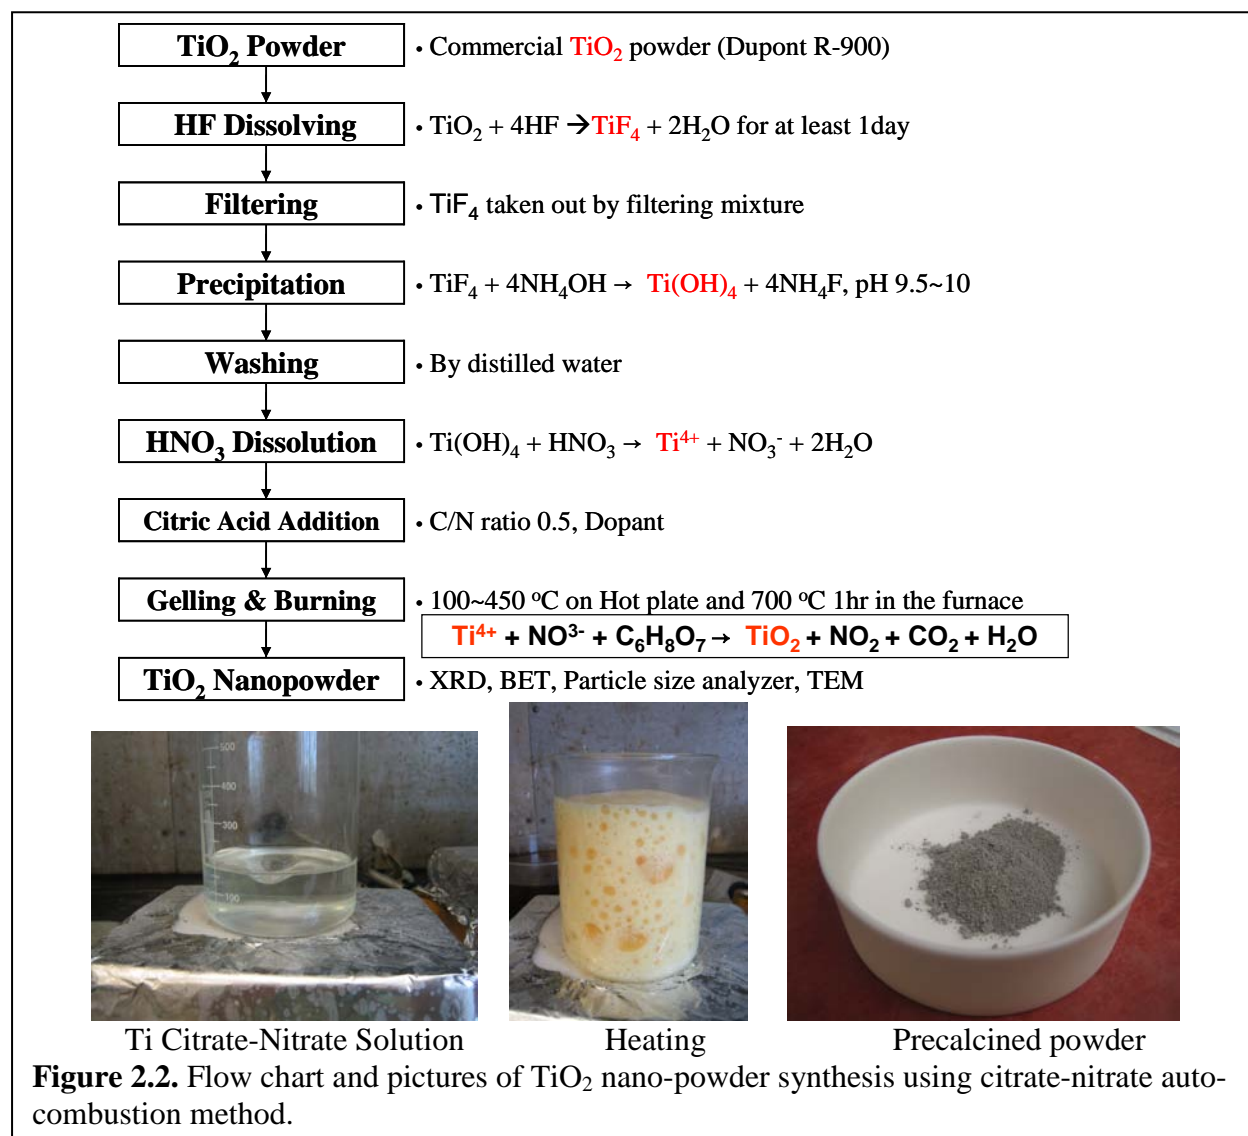 TiO₂ Powder • Commercial TiO₂ powder (Dupont R-900)
HF Dissolving • TiO₂ + 4HF →TiF₄ + 2H₂O for at least 1day
Filtering • TiF₄ taken out by filtering mixture
Precipitation • TiF₄ + 4NH₄OH → Ti(OH)₄ + 4NH₄F, pH 9.5~10
Washing • By distilled water
HNO₃ Dissolution • Ti(OH)₄ + HNO₃ → Ti⁴⁺ + NO₃⁻ + 2H₂O
Citric Acid Addition • C/N ratio 0.5, Dopant
Gelling & Burning • 100~450 ºC on Hot plate and 700 ºC 1hr in the furnace
Ti⁴⁺ + NO³⁻ + C₆H₈O₇ → TiO₂ + NO₂ + CO₂ + H₂O
TiO₂ Nanopowder • XRD, BET, Particle size analyzer, TEM
500
400
300
100
Ti Citrate-Nitrate Solution Heating Precalcined powder
Figure 2.2. Flow chart and pictures of TiO₂ nano-powder synthesis using citrate-nitrate auto-
combustion method.